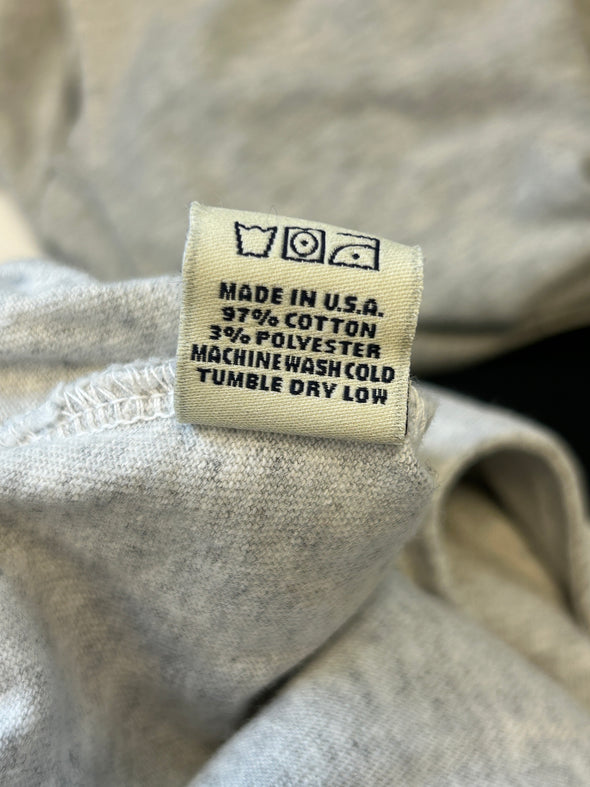 MADE IN U.S.A.
97% COTTON
3% POLYESTER
MACHINE WASH COLD
TUMBLE DRY LOW